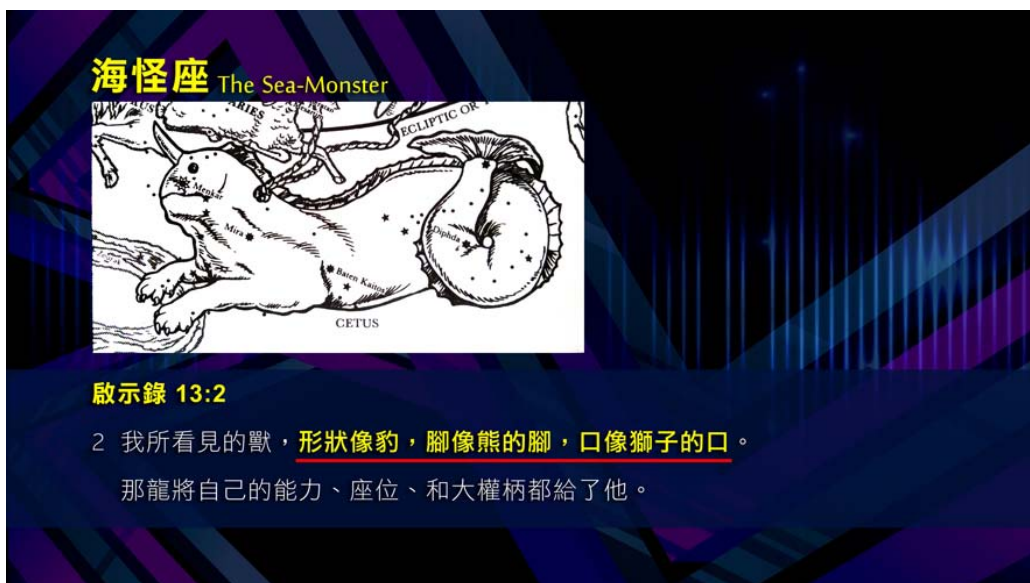 海怪座 The Sea-Monster
ARIES
ECLIPTIC OR
Menkar
Mira
Diphda
Baten Kaitos
CETUS
啟示錄 13:2
2 我所看見的獸，形狀像豹，腳像熊的腳，口像獅子的口。
那龍將自己的能力、座位、和大權柄都給了他。